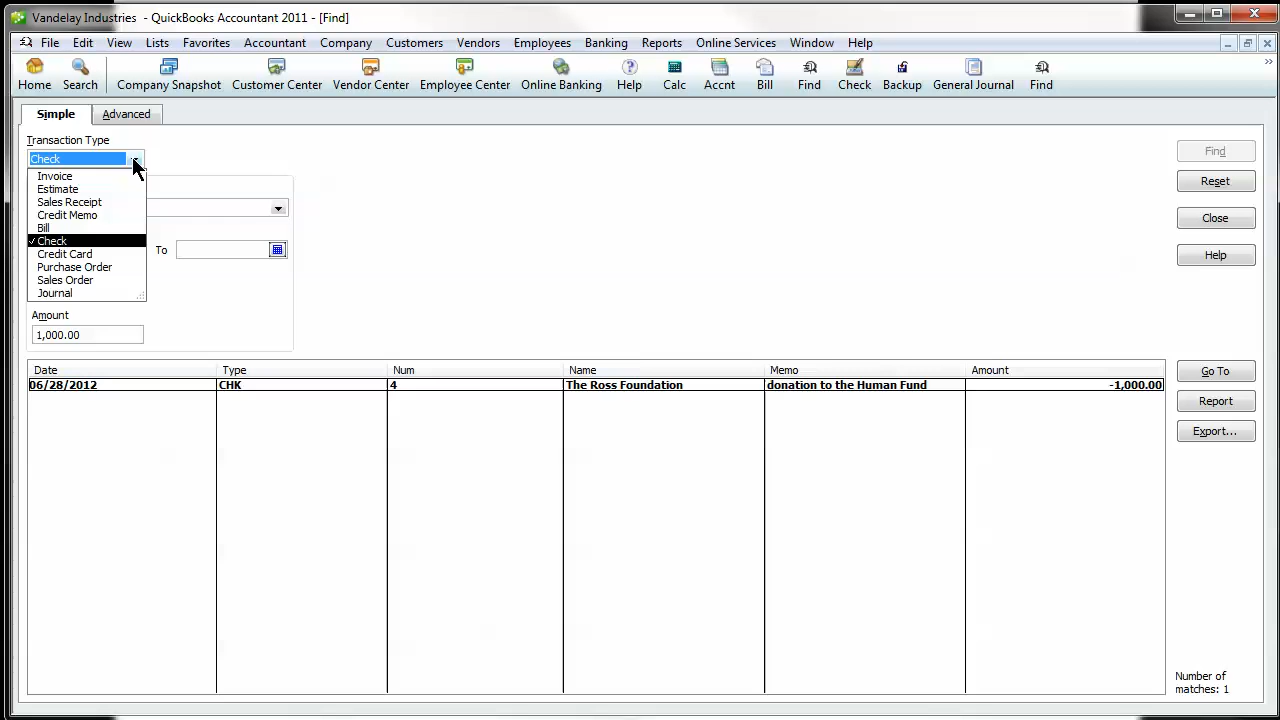 Vandelay Industries - QuickBooks Accountant 2011 - [Find]
File Edit View Lists Favorites Accountant Company Customers Vendors Employees Banking Reports Online Services Window Help
Home Search Company Snapshot Customer Center Vendor Center Employee Center Online Banking Help Calc Accnt Bill Find Check Backup General Journal Find
Simple Advanced
Transaction Type
Check
Invoice
Estimate
Sales Receipt
Credit Memo
Bill
Check
Credit Card
Purchase Order
Sales Order
Journal
To
Amount
1,000.00
Find
Reset
Close
Help
Date Type Num Name Memo Amount
06/28/2012 CHK 4 The Ross Foundation donation to the Human Fund -1,000.00
Go To
Report
Export...
Number of
matches: 1